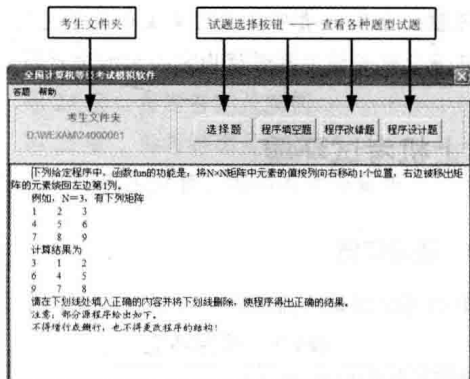 考生文件夹
试题选择按钮——查看各种题型试题
全国计算机等级考试模拟软件
答题 帮助
考生文件夹
D:\WEXAM\24000001
选择题 程序填空题 程序改错题 程序设计题
下列给定程序中，函数fun的功能是：将N×N矩阵中元素的值按列向右移动1个位置，右边被移出矩
阵的元素绕回左边第1列。
例如，N=3，有下列矩阵
1 2 3
4 5 6
7 8 9
计算结果为
3 1 2
6 4 5
9 7 8
请在下划线处填入正确的内容并将下划线删除，使程序得出正确的结果。
注意：部分源程序给出如下。
不得增行或删行，也不得更改程序的结构！